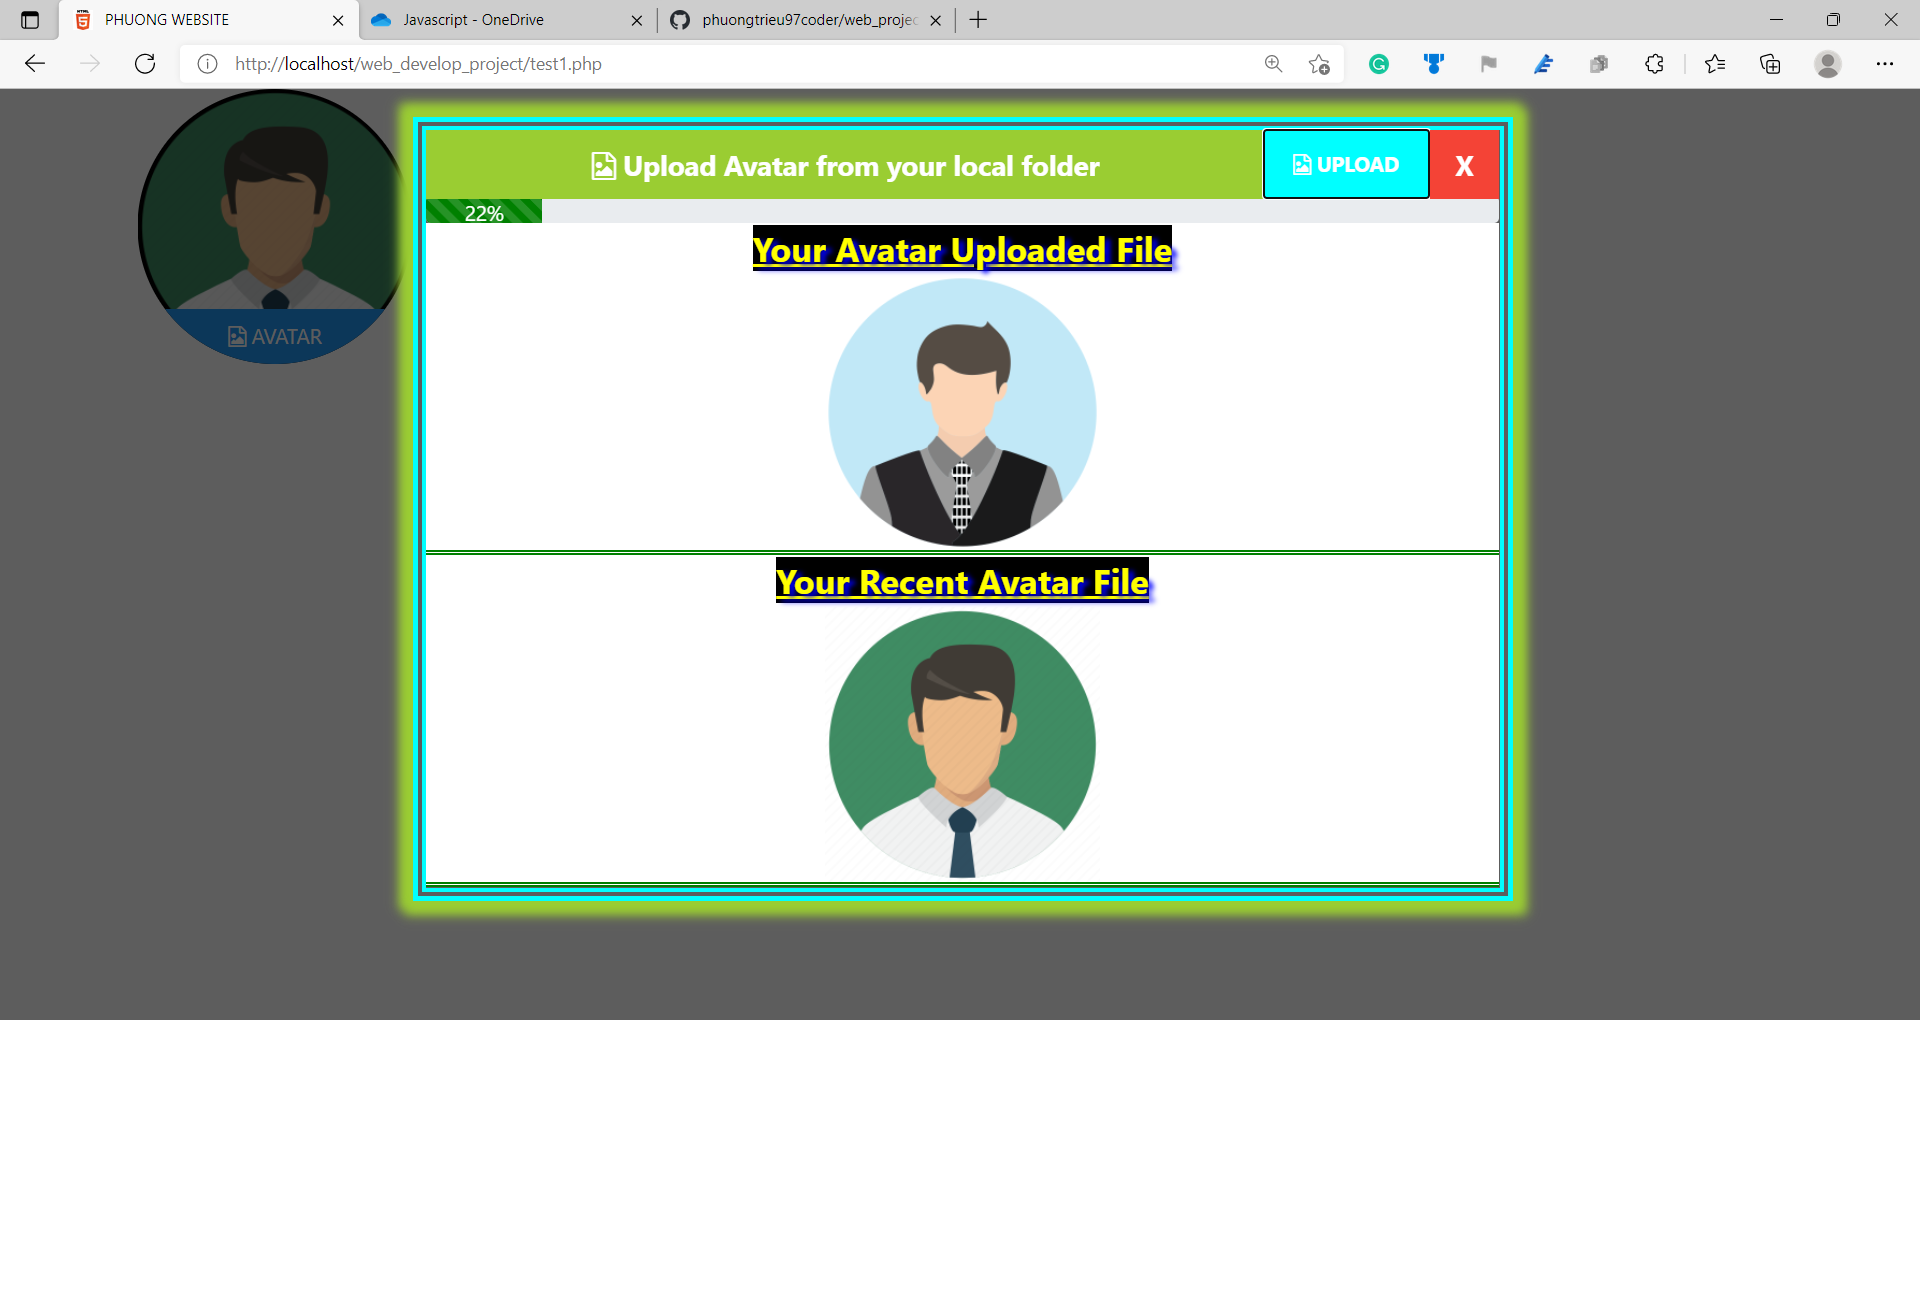 PHUONG WEBSITE
Javascript - OneDrive
phuongtrieu97coder/web_projec
http://localhost/web_develop_project/test1.php
Upload Avatar from your local folder
UPLOAD
X
22%
Your Avatar Uploaded File
AVATAR
Your Recent Avatar File